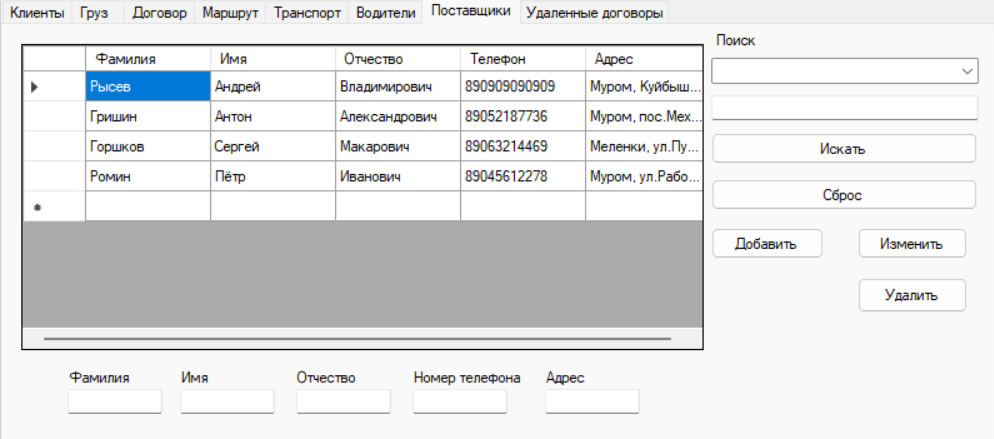 Клиенты Груз Договор Маршрут Транспорт Водители Поставщики Удаленные договоры
Поиск
Фамилия Имя Отчество Телефон Адрес
Рысев Андрей Владимирович 890909090909 Муром, Куйбыш...
Гришин Антон Александрович 89052187736 Муром, пос.Мех...
Горшков Сергей Макарович 89063214469 Меленки, ул.Пу...
Ромин Пётр Иванович 89045612278 Муром, ул.Рабо...
Искать
Сброс
Добавить Изменить
Удалить
Фамилия Имя Отчество Номер телефона Адрес